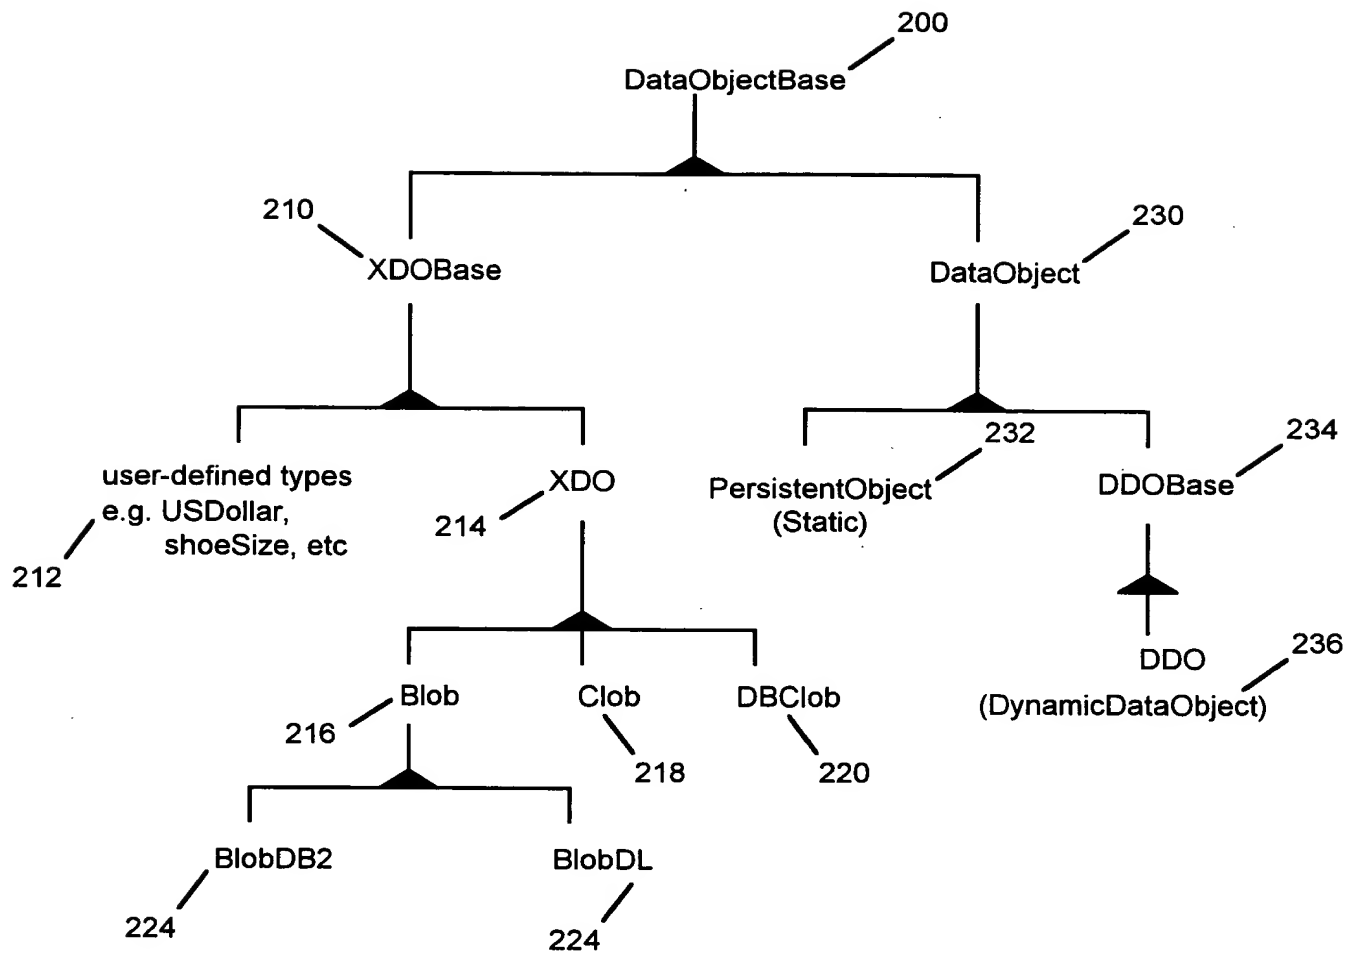 200
DataObjectBase
210
230
XDOBase
DataObject
232
234
user-defined types
e.g. USDollar,
shoeSize, etc
212
XDO
214
PersistentObject
(Static)
DDOBase
236
DDO
(DynamicDataObject)
Blob
Clob
DBClob
216
218
220
BlobDB2
BlobDL
224
224